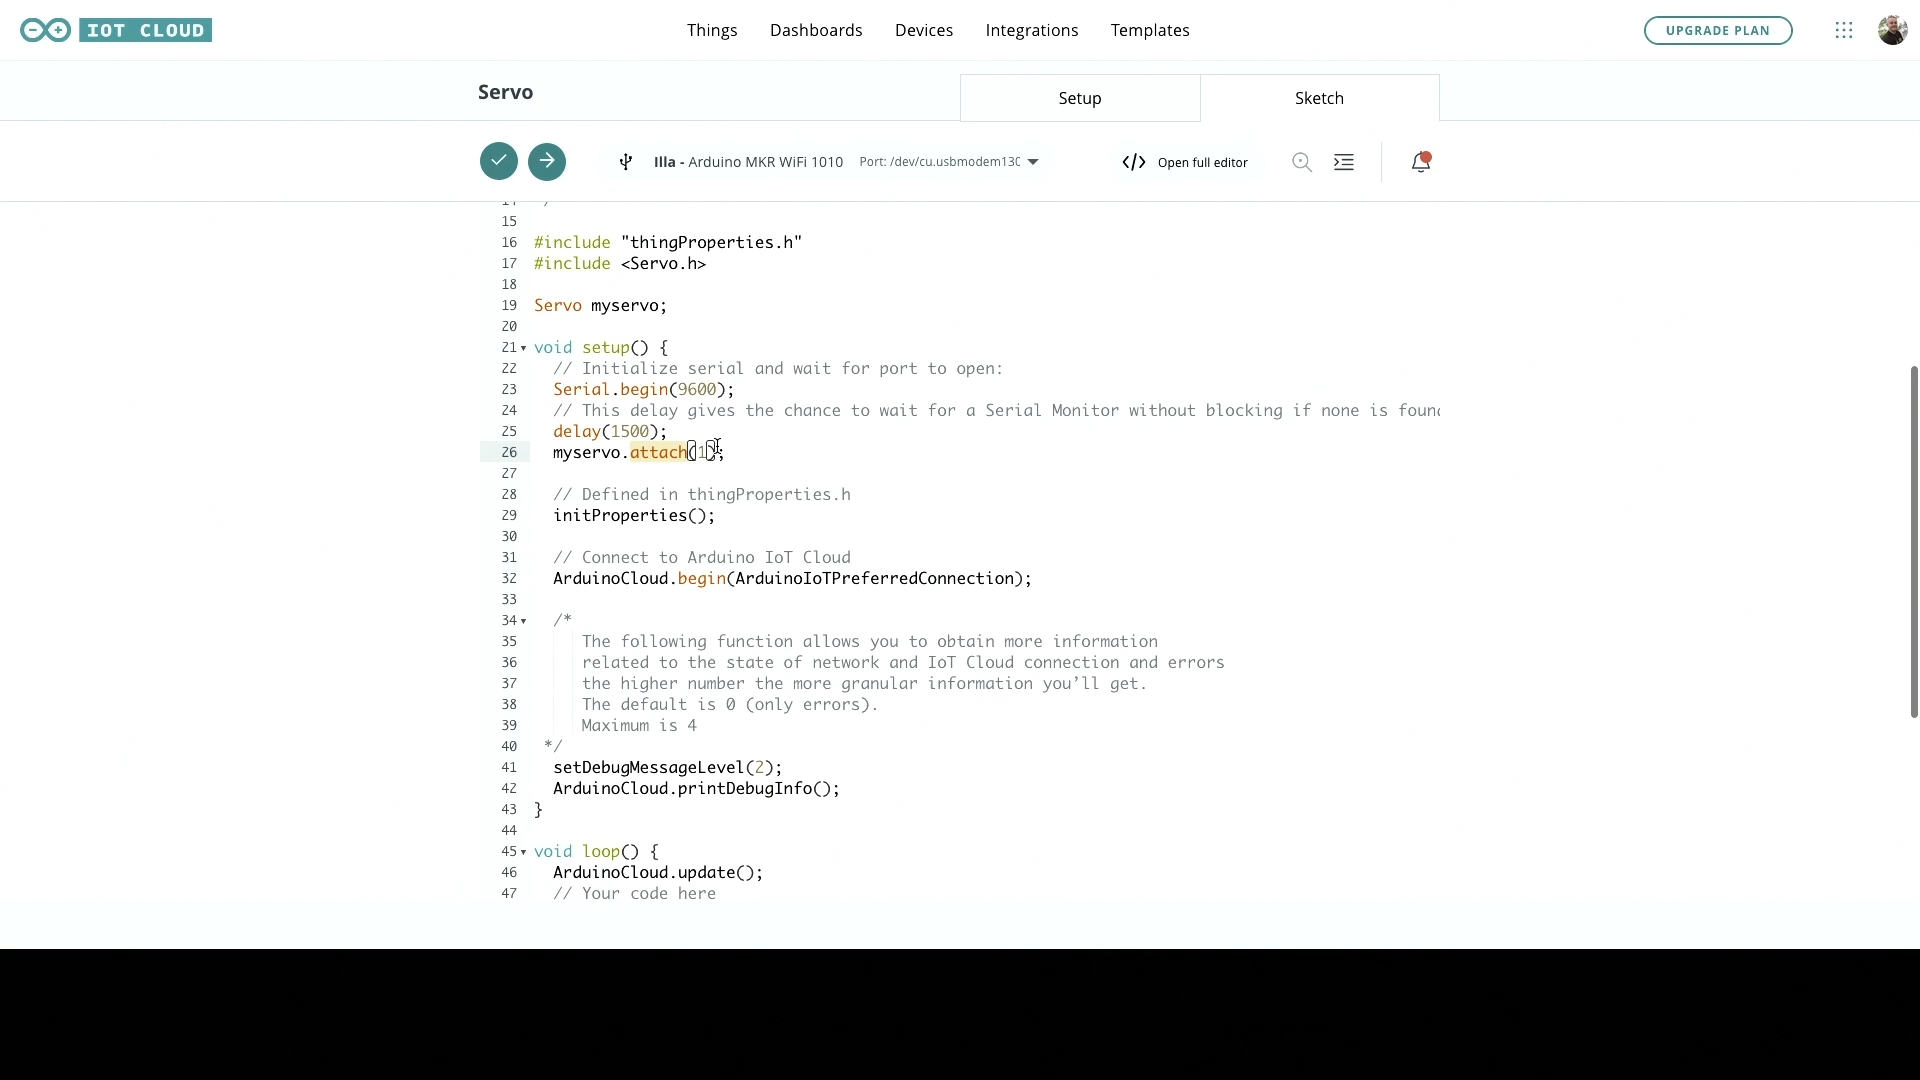 IOT CLOUD
Things
Dashboards
Devices
Integrations
Templates
UPGRADE PLAN
Servo
Setup
Sketch
Illa - Arduino MKR WiFi 1010
Port: /dev/cu.usbmodem130
Open full editor
15
16 #include "thingProperties.h"
17 #include <Servo.h>
18
19 Servo myservo;
20
21 void setup() {
22 // Initialize serial and wait for port to open:
23 Serial.begin(9600);
24 // This delay gives the chance to wait for a Serial Monitor without blocking if none is found
25 delay(1500);
26 myservo.attach(1);
27
28 // Defined in thingProperties.h
29 initProperties();
30
31 // Connect to Arduino IoT Cloud
32 ArduinoCloud.begin(ArduinoIoTPreferredConnection);
33
34 /*
35 The following function allows you to obtain more information
36 related to the state of network and IoT Cloud connection and errors
37 the higher number the more granular information you’ll get.
38 The default is 0 (only errors).
39 Maximum is 4
40 */
41 setDebugMessageLevel(2);
42 ArduinoCloud.printDebugInfo();
43 }
44
45 void loop() {
46 ArduinoCloud.update();
47 // Your code here